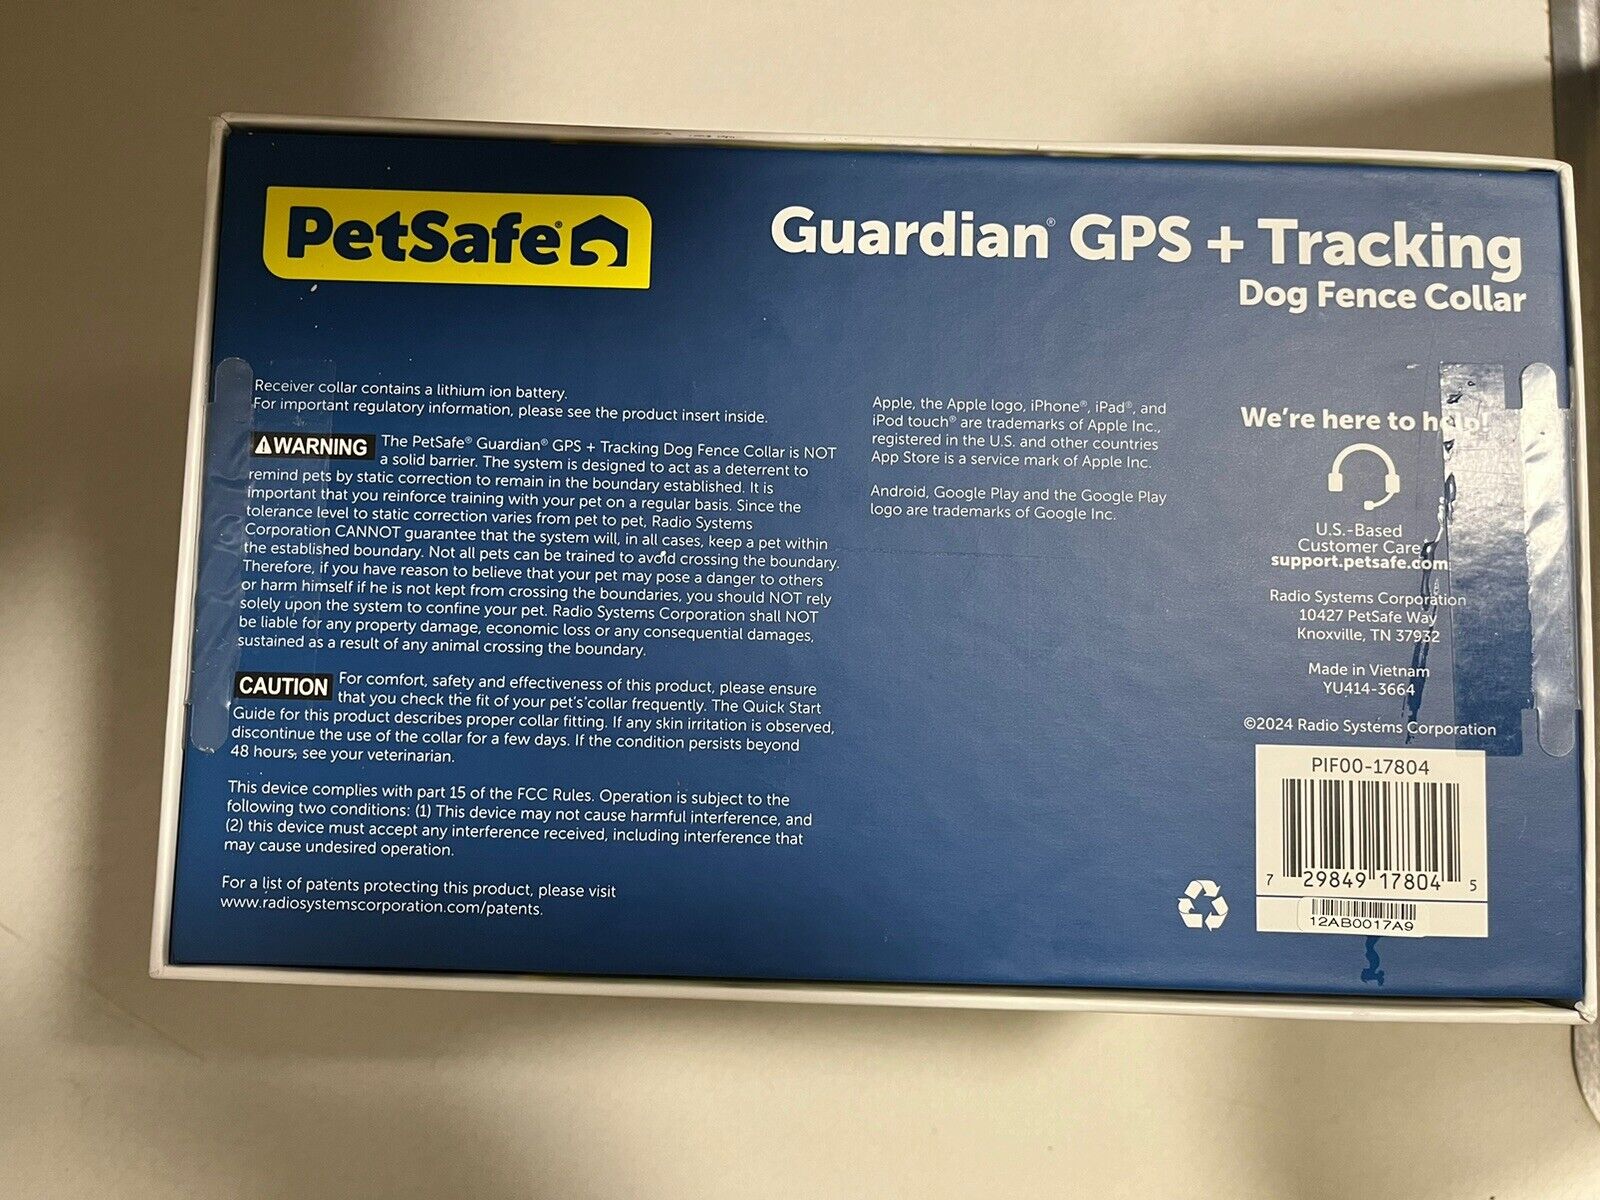 PetSafe®
Guardian® GPS + Tracking
Dog Fence Collar
Receiver collar contains a lithium ion battery.
For important regulatory information, please see the product insert inside.
WARNING The PetSafe® Guardian® GPS + Tracking Dog Fence Collar is NOT
a solid barrier. The system is designed to act as a deterrent to
remind pets by static correction to remain in the boundary established. It is
important that you reinforce training with your pet on a regular basis. Since the
tolerance level to static correction varies from pet to pet, Radio Systems
Corporation CANNOT guarantee that the system will, in all cases, keep a pet within
the established boundary. Not all pets can be trained to avoid crossing the boundary.
Therefore, if you have reason to believe that your pet may pose a danger to others
or harm himself if he is not kept from crossing the boundaries, you should NOT rely
solely upon the system to confine your pet. Radio Systems Corporation shall NOT
be liable for any property damage, economic loss or any consequential damages,
sustained as a result of any animal crossing the boundary.
CAUTION For comfort, safety and effectiveness of this product, please ensure
that you check the fit of your pet's collar frequently. The Quick Start
Guide for this product describes proper collar fitting. If any skin irritation is observed,
discontinue the use of the collar for a few days. If the condition persists beyond
48 hours, see your veterinarian.
This device complies with part 15 of the FCC Rules. Operation is subject to the
following two conditions: (1) This device may not cause harmful interference, and
(2) this device must accept any interference received, including interference that
may cause undesired operation.
For a list of patents protecting this product, please visit
www.radiosystemscorporation.com/patents.
Apple, the Apple logo, iPhone®, iPad®, and
iPod touch® are trademarks of Apple Inc.,
registered in the U.S. and other countries
App Store is a service mark of Apple Inc.
Android, Google Play and the Google Play
logo are trademarks of Google Inc.
We're here to help!
U.S.-Based
Customer Care
support.petsafe.com
Radio Systems Corporation
10427 PetSafe Way
Knoxville, TN 37932
Made in Vietnam
YU414-3664
©2024 Radio Systems Corporation
PIF00-17804
7 29849 17804 5
12AB0017A9